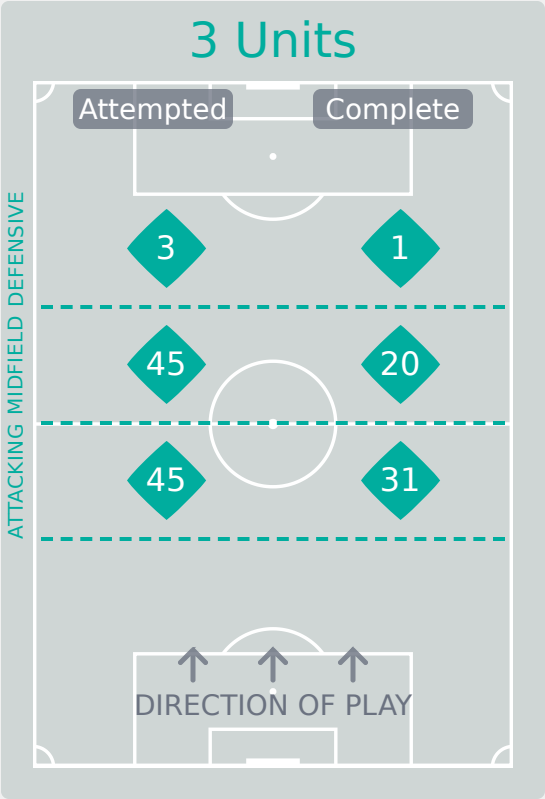 3 Units
Attempted Complete
ATTACKING MIDFIELD DEFENSIVE
3 1
45 20
45 31
DIRECTION OF PLAY